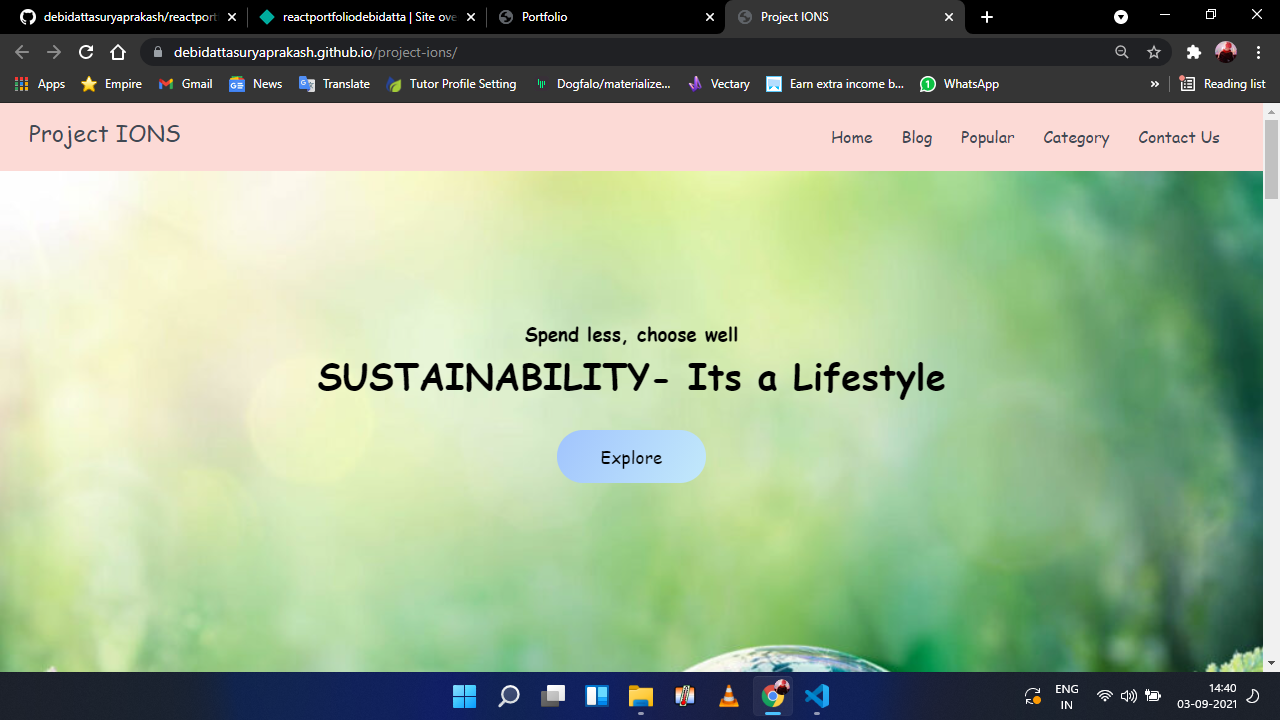 debidattasuryaprakash/reactport
reactportfoliodebidatta | Site ove
Portfolio
Project IONS
debidattasuryaprakash.github.io/project-ions/
Apps
Empire
Gmail
News
Translate
Tutor Profile Setting
Dogfalo/materialize...
Vectary
Earn extra income b...
WhatsApp
»
Reading list
Project IONS
Home
Blog
Popular
Category
Contact Us
Spend less, choose well
SUSTAINABILITY- Its a Lifestyle
Explore
ENG
IN
14:40
03-09-2021